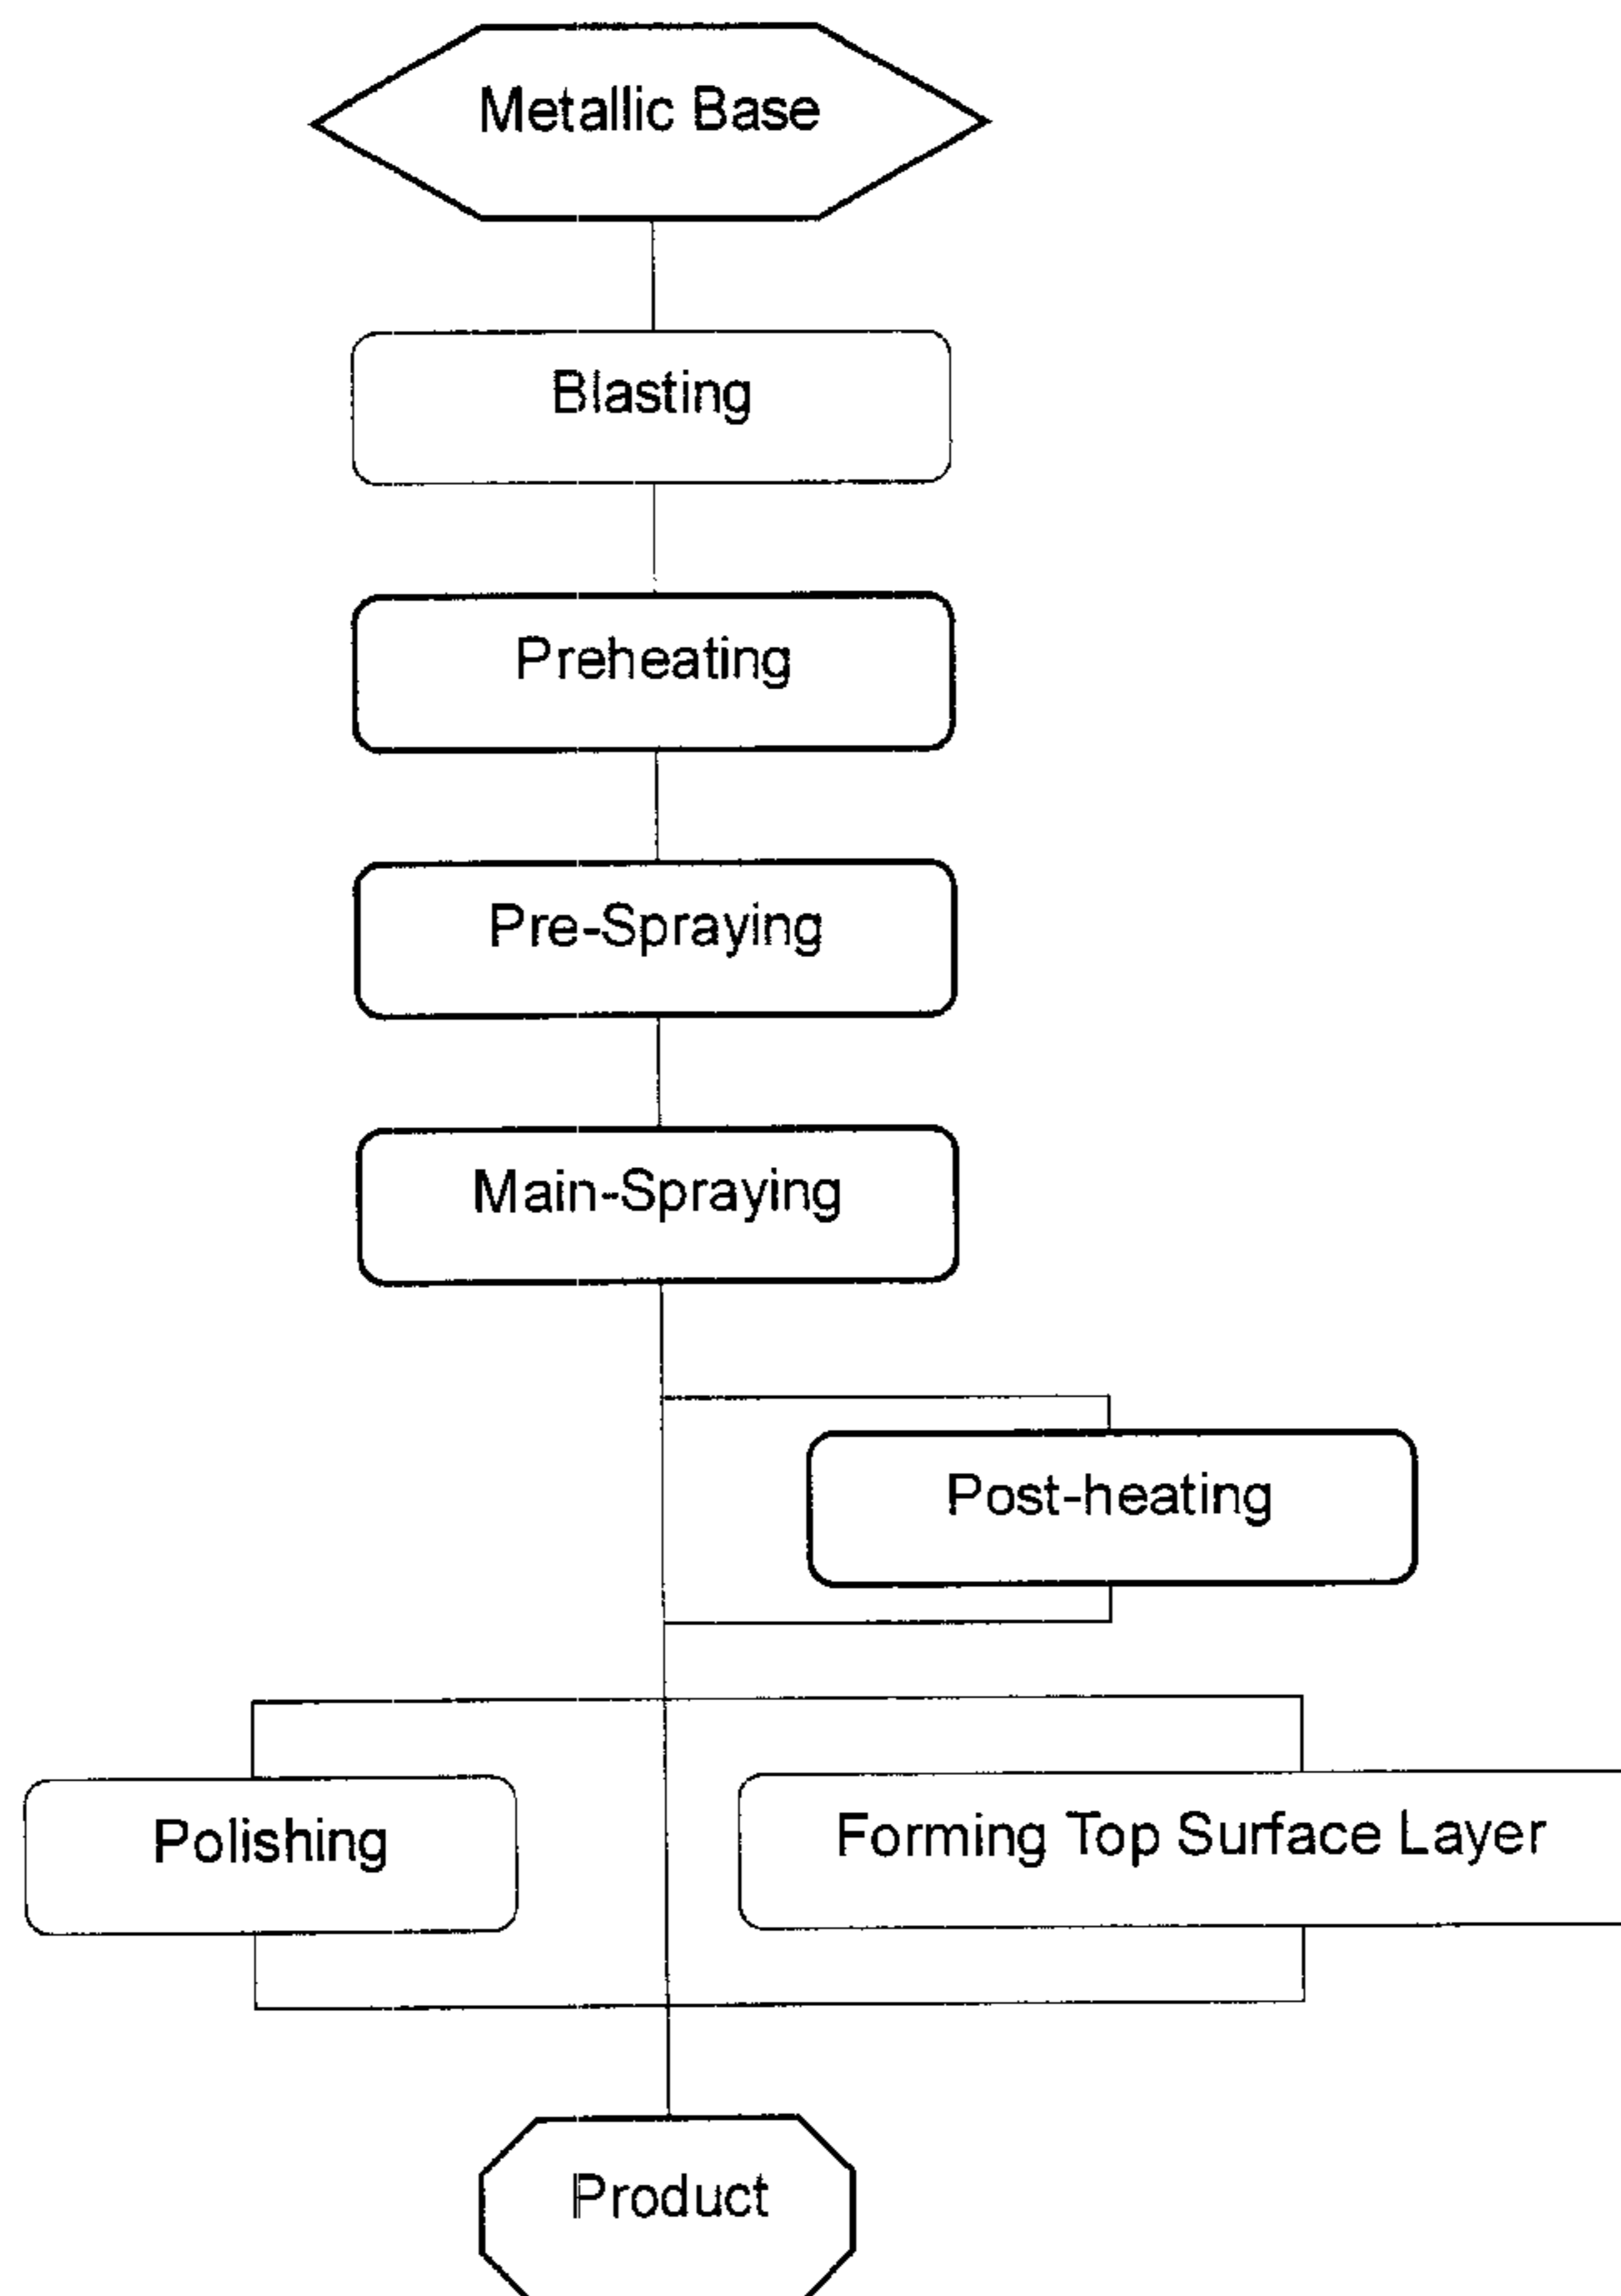 Metallic Base
Blasting
Preheating
Pre-Spraying
Main-Spraying
Post-heating
Polishing
Forming Top Surface Layer
Product